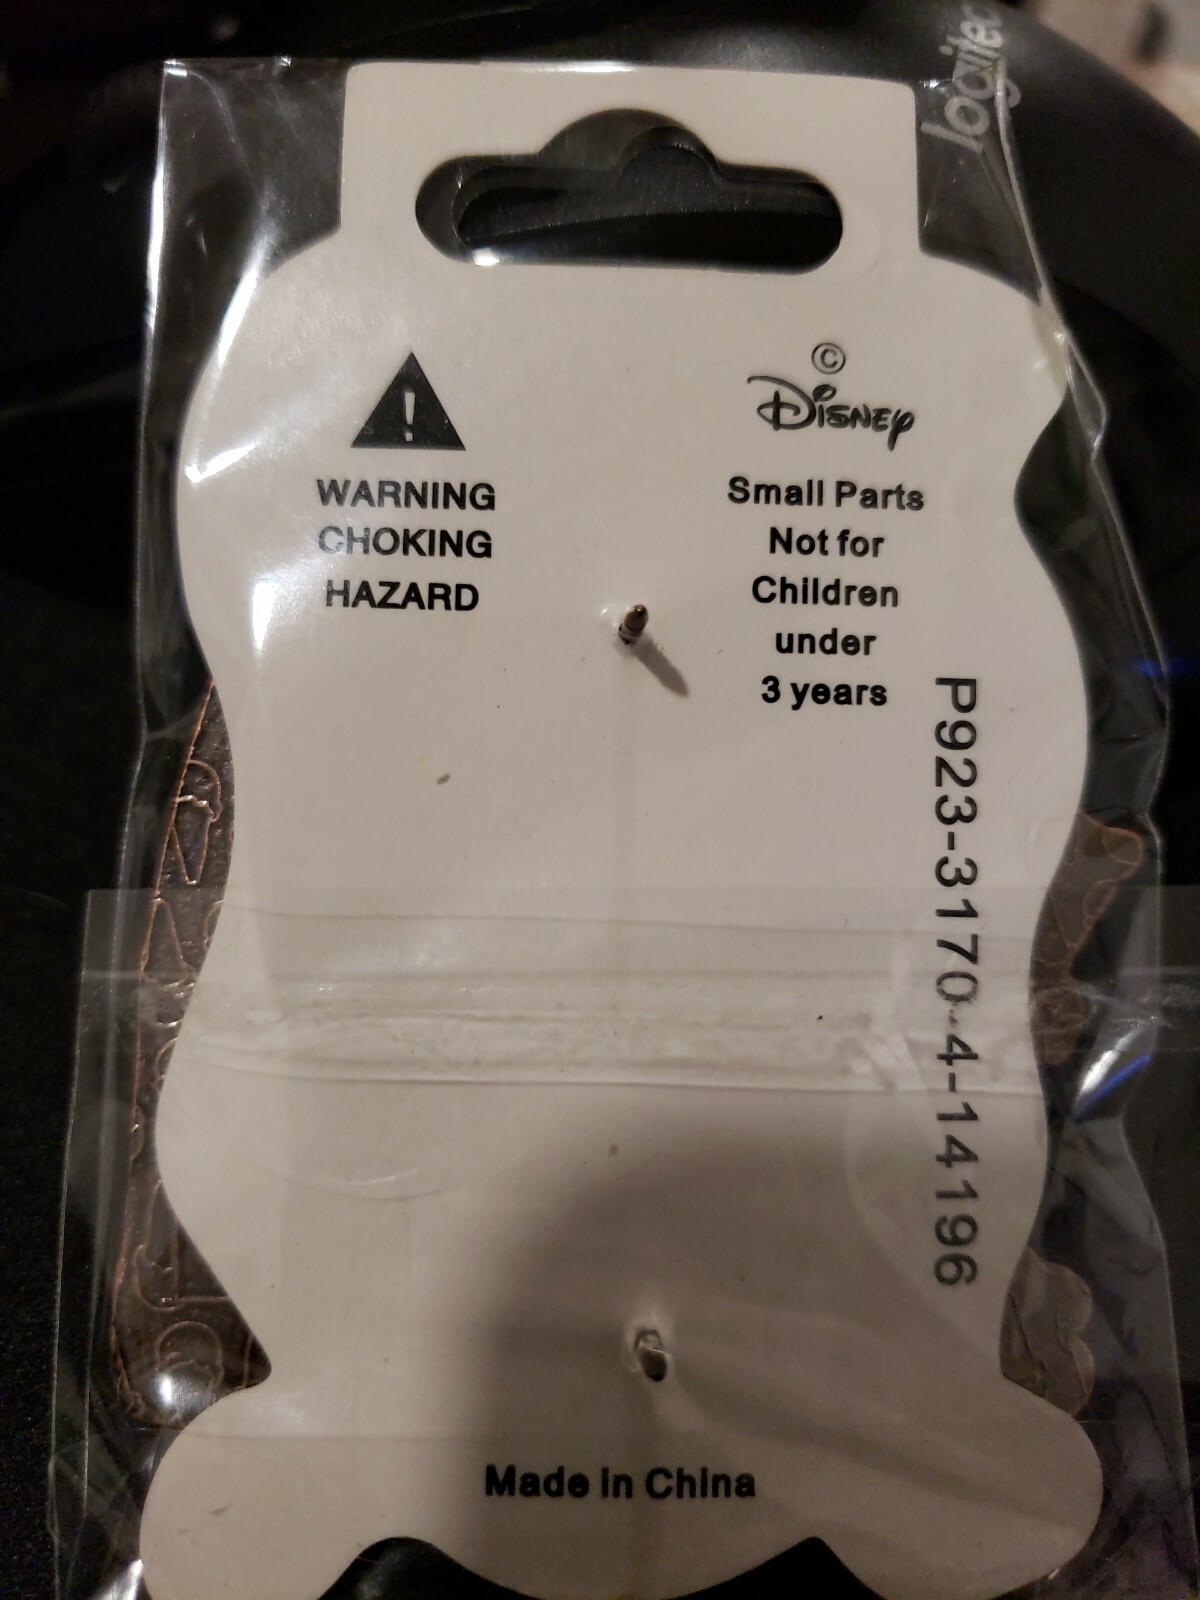 logitec
©
Disney
WARNING
CHOKING
HAZARD
Small Parts
Not for
Children
under
3 years
P923-3170-4-14196
Made in China